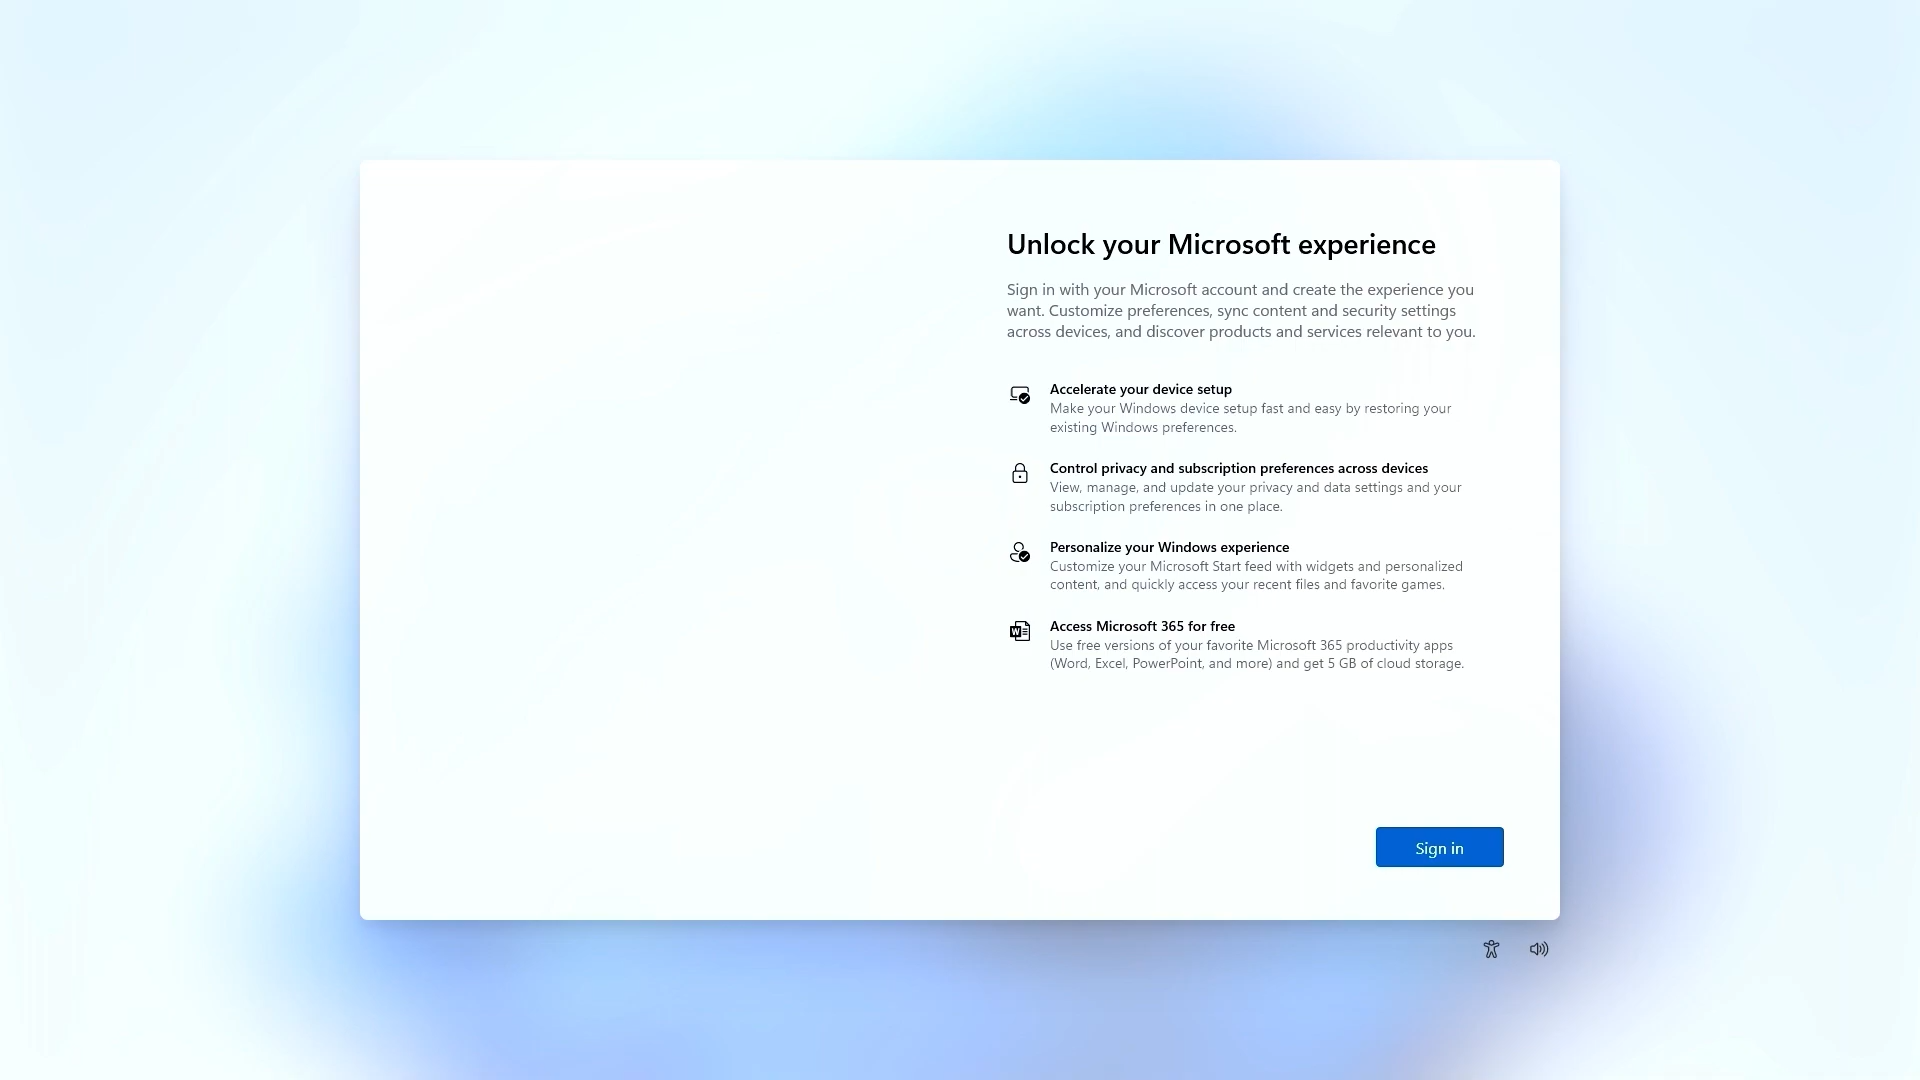 Unlock your Microsoft experience
Sign in with your Microsoft account and create the experience you
want. Customize preferences, sync content and security settings
across devices, and discover products and services relevant to you.
Accelerate your device setup
Make your Windows device setup fast and easy by restoring your
existing Windows preferences.
Control privacy and subscription preferences across devices
View, manage, and update your privacy and data settings and your
subscription preferences in one place.
Personalize your Windows experience
Customize your Microsoft Start feed with widgets and personalized
content, and quickly access your recent files and favorite games.
W
Access Microsoft 365 for free
Use free versions of your favorite Microsoft 365 productivity apps
(Word, Excel, PowerPoint, and more) and get 5 GB of cloud storage.
Sign in